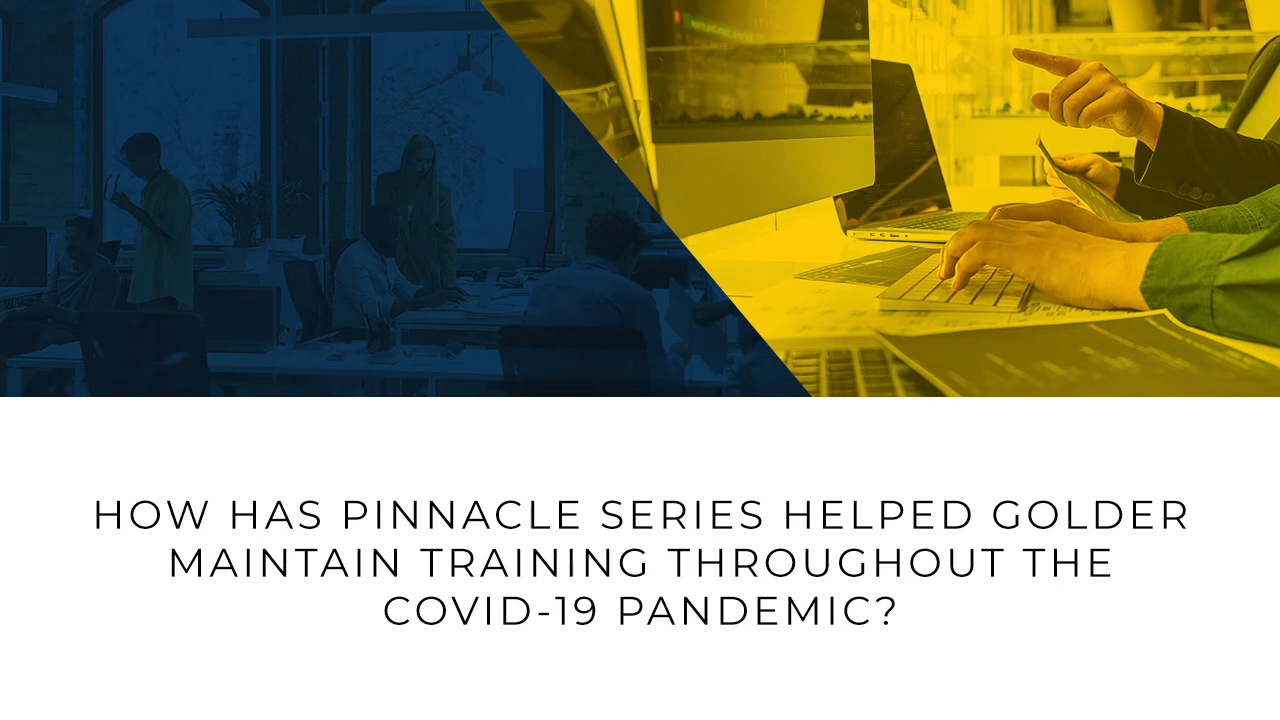 HOW HAS PINNACLE SERIES HELPED GOLDER
MAINTAIN TRAINING THROUGHOUT THE
COVID-19 PANDEMIC?